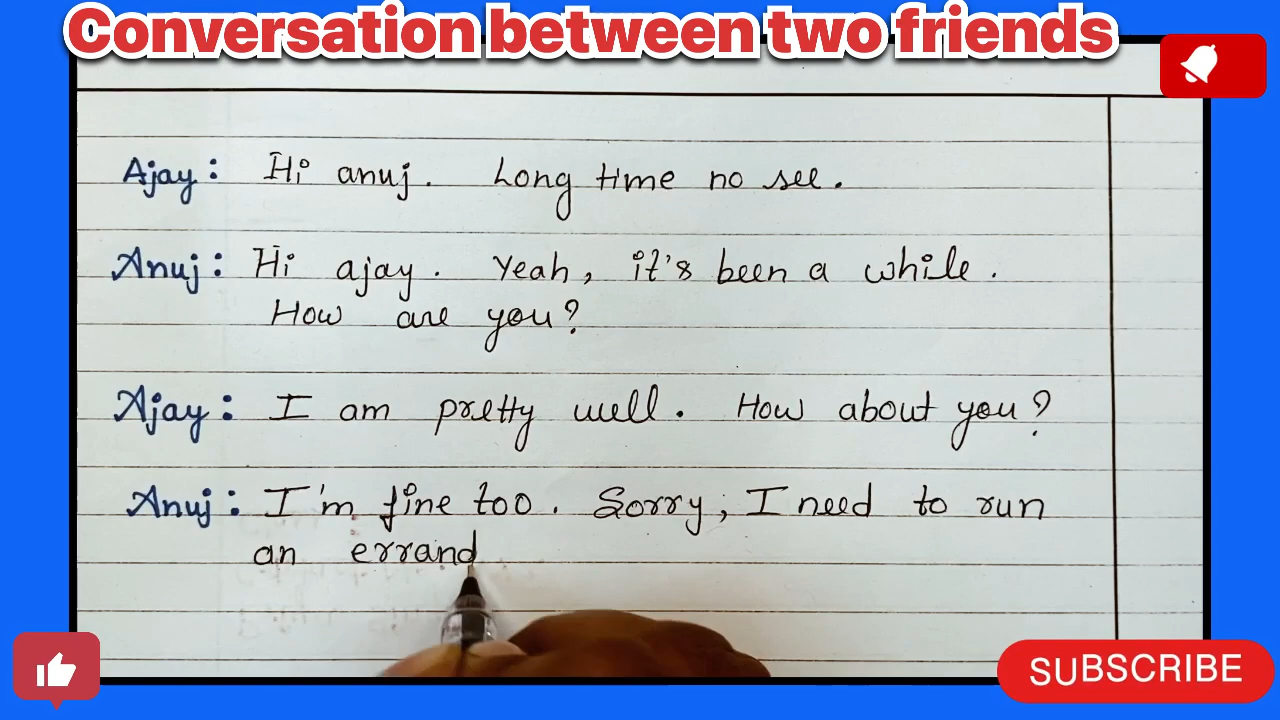 Conversation between two friends
Ajay: Hi anuj. Long time no see.
Anuj: Hi ajay. Yeah, it's been a while.
How are you?
Ajay: I am pretty well. How about you?
Anuj: I'm fine too. Sorry, I need to run
an errand
SUBSCRIBE